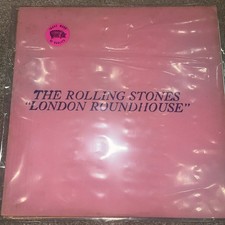 THE ROLLING STONES
"LONDON ROUNDHOUSE"